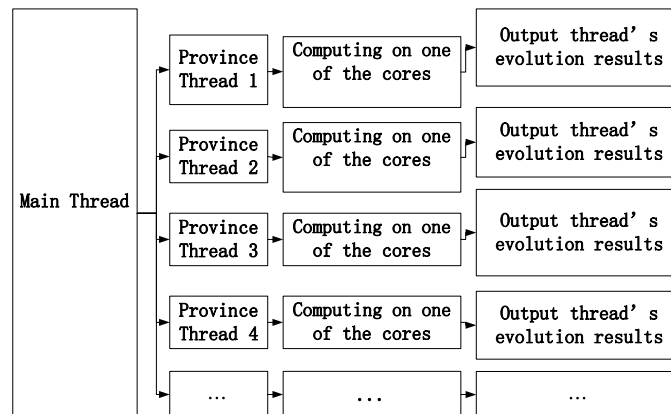 Main Thread
Province
Thread 1
Computing on one
of the cores
Output thread's
evolution results
Province
Thread 2
Computing on one
of the cores
Output thread's
evolution results
Province
Thread 3
Computing on one
of the cores
Output thread's
evolution results
Province
Thread 4
Computing on one
of the cores
Output thread's
evolution results
...
...
...